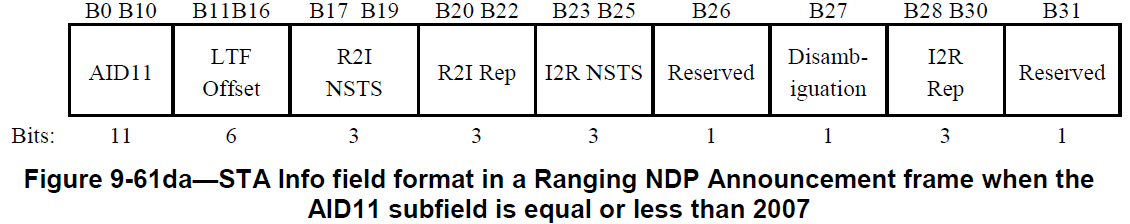 B0 B10 B11B16 B17 B19 B20 B22 B23 B25 B26 B27 B28 B30 B31
AID11 LTF Offset R2I NSTS R2I Rep I2R NSTS Reserved Disamb-iguation I2R Rep Reserved
Bits: 11 6 3 3 3 1 1 3 1
Figure 9-61da—STA Info field format in a Ranging NDP Announcement frame when the
AID11 subfield is equal or less than 2007